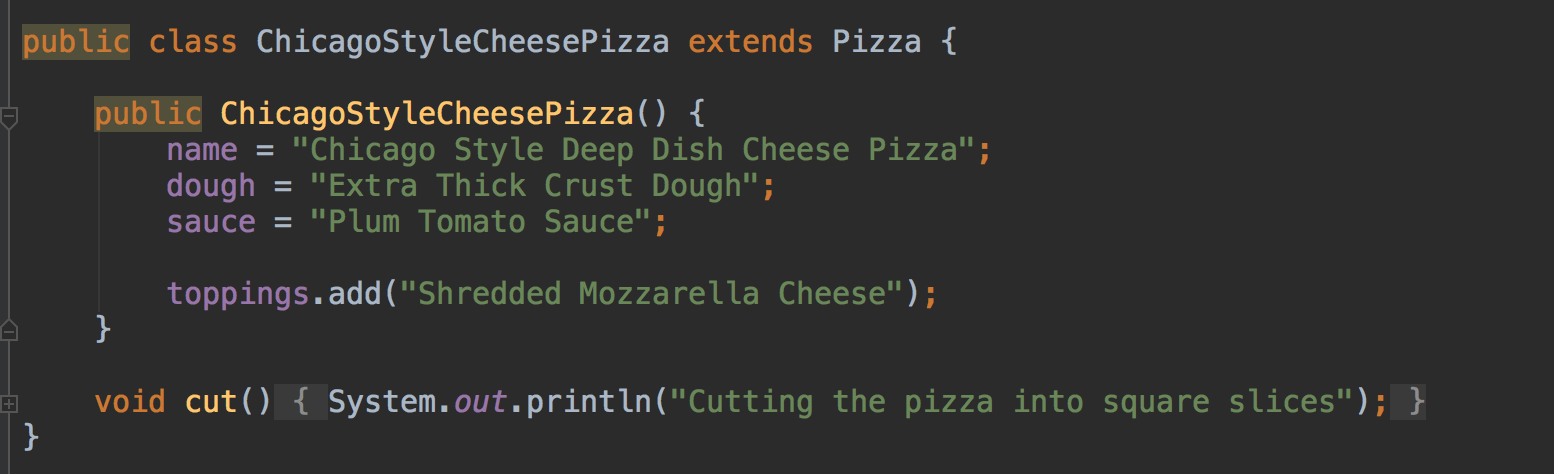 public class ChicagoStyleCheesePizza extends Pizza {
public ChicagoStyleCheesePizza() {
name = "Chicago Style Deep Dish Cheese Pizza";
dough = "Extra Thick Crust Dough";
sauce = "Plum Tomato Sauce";
toppings.add("Shredded Mozzarella Cheese");
}
void cut() { System.out.println("Cutting the pizza into square slices"); }
}